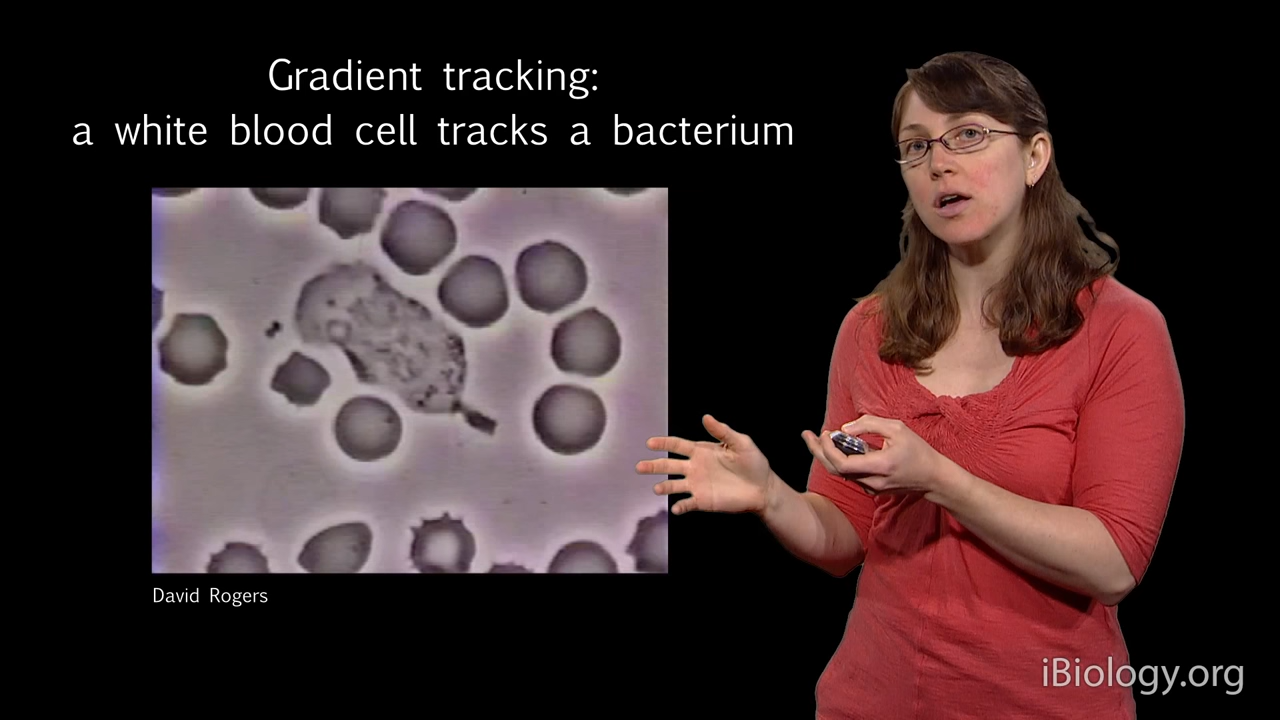 Gradient tracking:
a white blood cell tracks a bacterium
David Rogers
iBiology.org